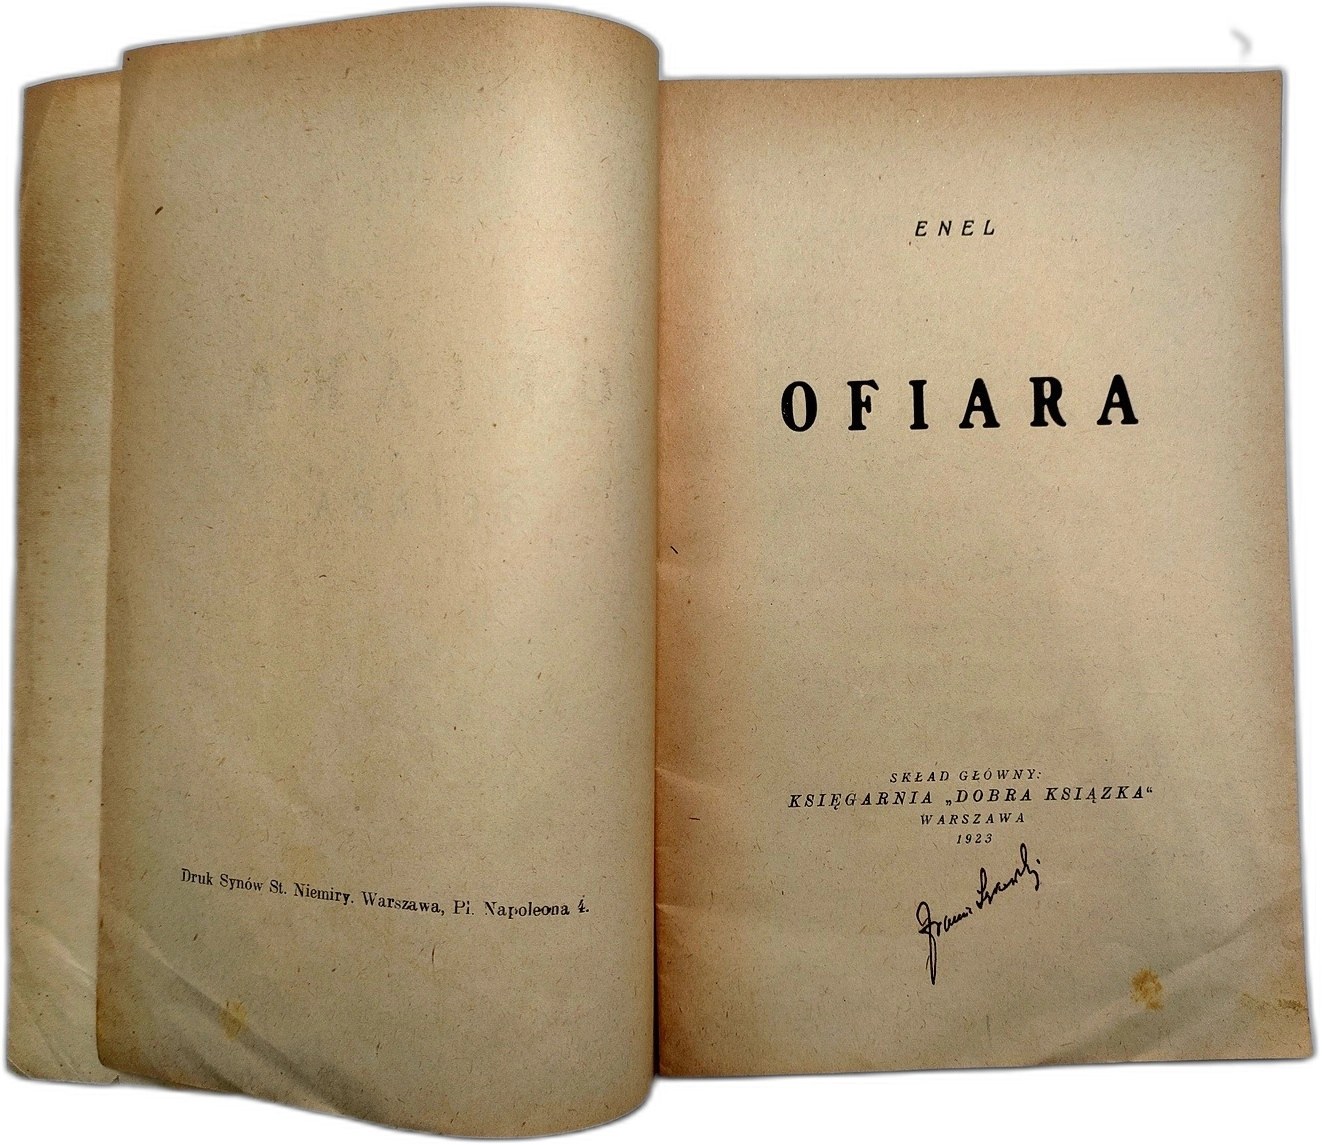 Druk Synów St. Niemiry. Warszawa, Pl. Napoleona 4.
ENEL
OFIARA
SKŁAD GŁÓWNY:
KSIĘGARNIA „DOBRA KSIĄZKA“
WARSZAWA
1923